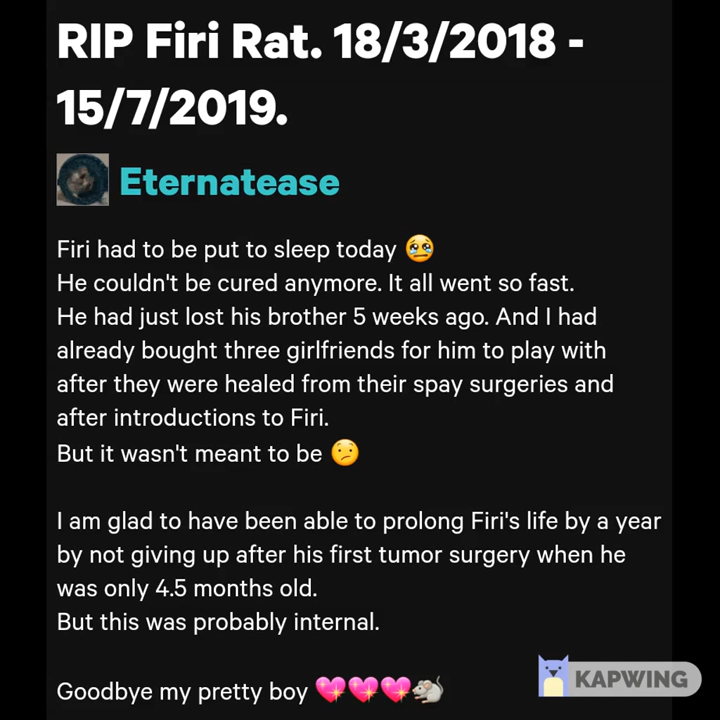 RIP Firi Rat. 18/3/2018 -
15/7/2019.
Eternatease
Firi had to be put to sleep today 😢
He couldn't be cured anymore. It all went so fast.
He had just lost his brother 5 weeks ago. And I had
already bought three girlfriends for him to play with
after they were healed from their spay surgeries and
after introductions to Firi.
But it wasn't meant to be 😕
I am glad to have been able to prolong Firi's life by a year
by not giving up after his first tumor surgery when he
was only 4.5 months old.
But this was probably internal.
Goodbye my pretty boy 💖💖💖🐁
KAPWING